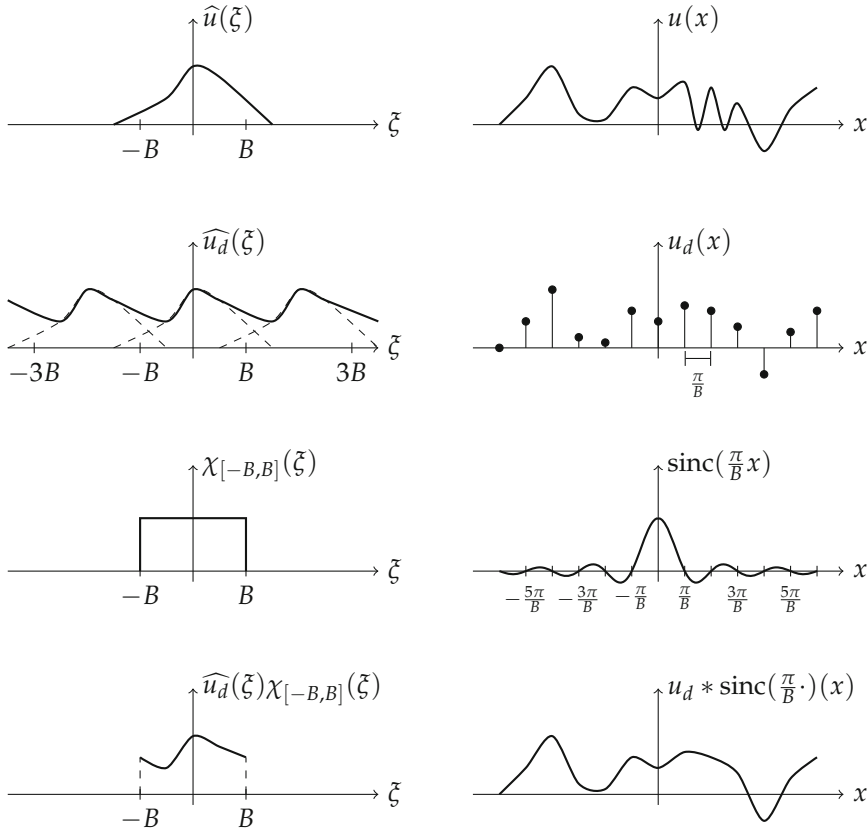 û(ξ)
ξ
−B
B
u(x)
x
û_d(ξ)
ξ
−3B
−B
B
3B
u_d(x)
x
π/B
χ_[−B,B](ξ)
ξ
−B
B
sinc(π/B x)
x
−5π/B
−3π/B
−π/B
π/B
3π/B
5π/B
û_d(ξ)χ_[−B,B](ξ)
ξ
−B
B
u_d ∗ sinc(π/B ·)(x)
x